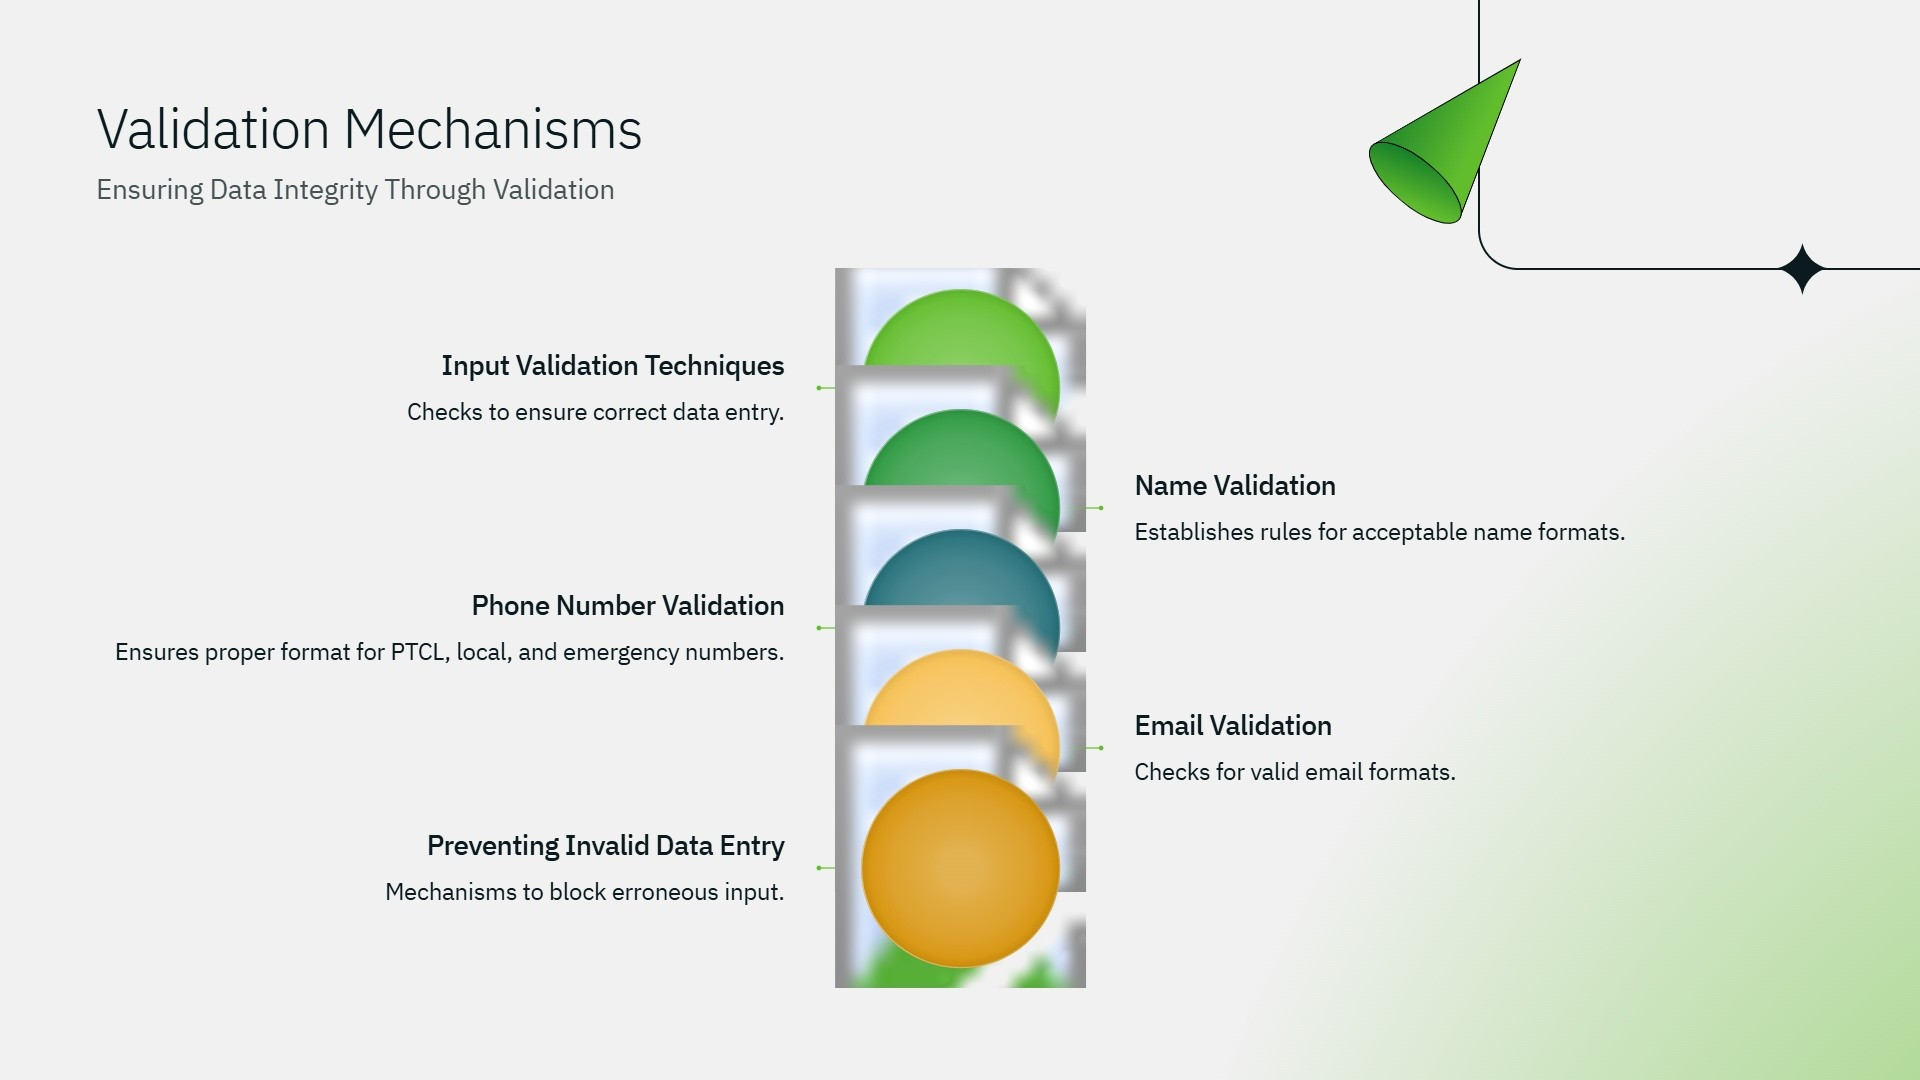 Validation Mechanisms
Ensuring Data Integrity Through Validation
Input Validation Techniques
Checks to ensure correct data entry.
Name Validation
Establishes rules for acceptable name formats.
Phone Number Validation
Ensures proper format for PTCL, local, and emergency numbers.
Email Validation
Checks for valid email formats.
Preventing Invalid Data Entry
Mechanisms to block erroneous input.